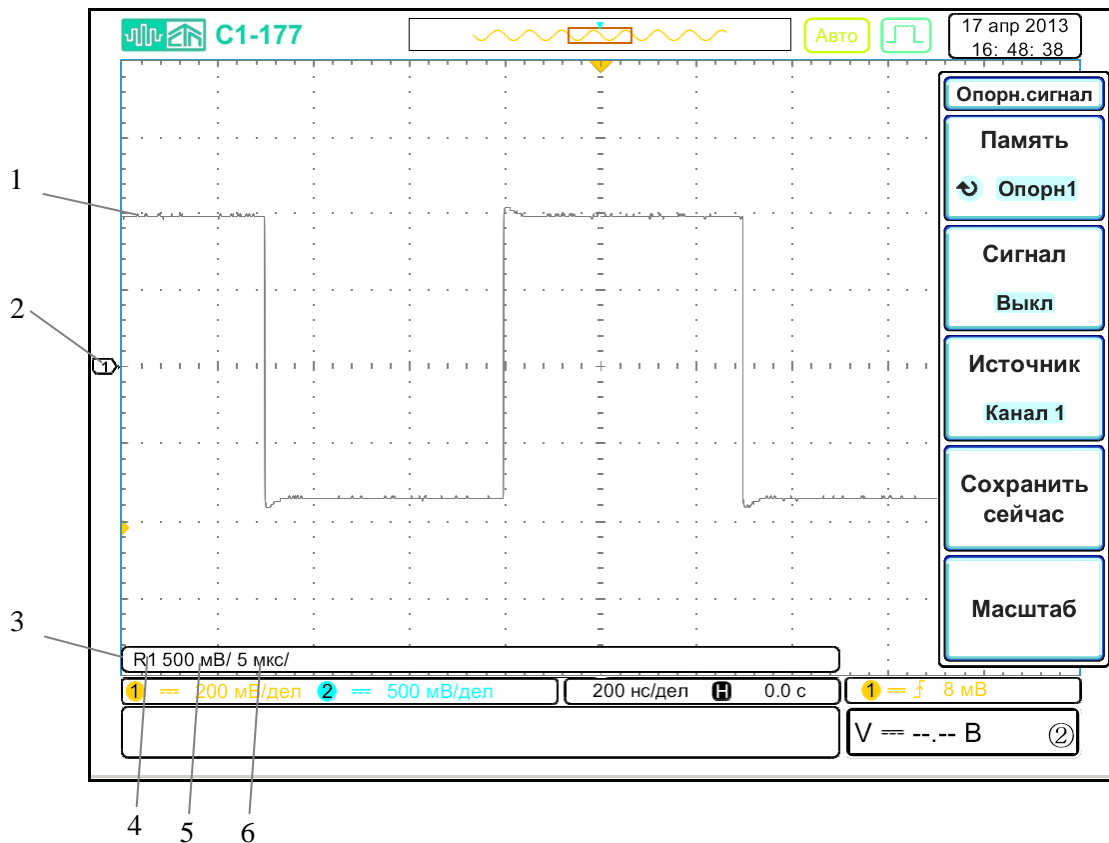 С1-177
Авто
17 апр 2013
16: 48: 38
Опорн.сигнал
Память
Опорн1
Сигнал
Выкл
Источник
Канал 1
Сохранить
сейчас
Масштаб
1
2
1
3
R1 500 мВ/ 5 мкс/
1 200 мВ/дел 2 500 мВ/дел
200 нс/дел H 0.0 с
1 8 мВ
V --.-- В ②
4
5
6